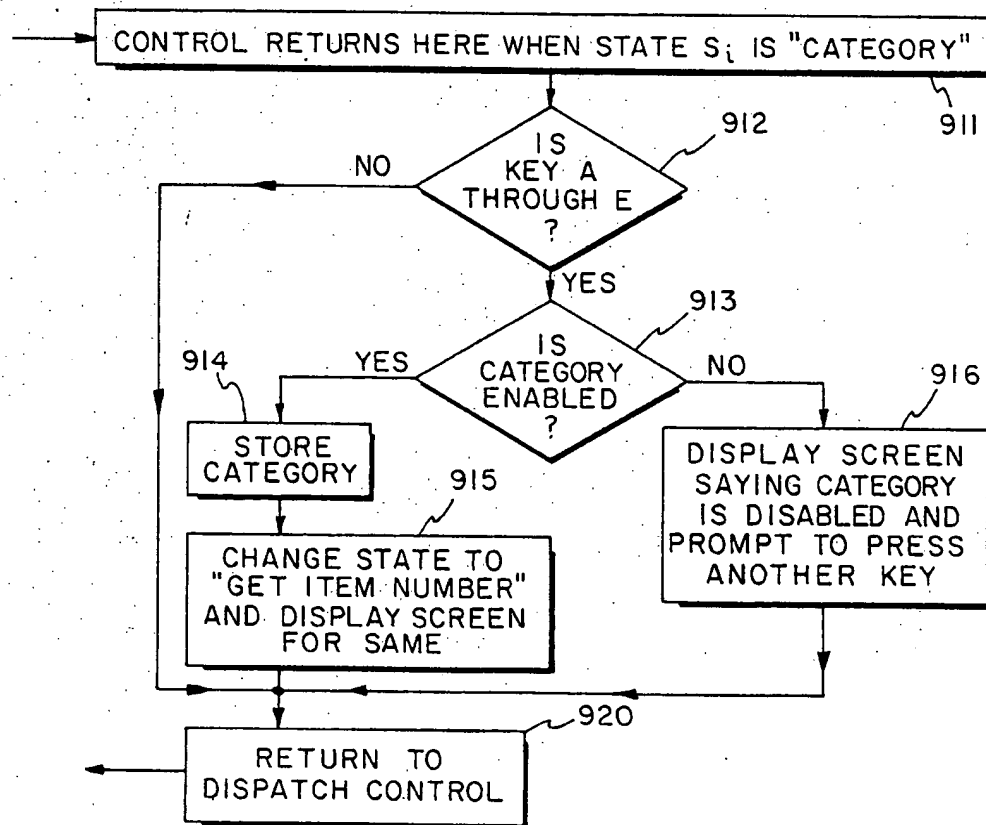 CONTROL RETURNS HERE WHEN STATE Si IS "CATEGORY"
911
912
IS
KEY A
THROUGH E
?
NO
YES
913
IS
CATEGORY
ENABLED
?
YES
NO
914
STORE
CATEGORY
915
CHANGE STATE TO
"GET ITEM NUMBER"
AND DISPLAY SCREEN
FOR SAME
916
DISPLAY SCREEN
SAYING CATEGORY
IS DISABLED AND
PROMPT TO PRESS
ANOTHER KEY
920
RETURN TO
DISPATCH CONTROL